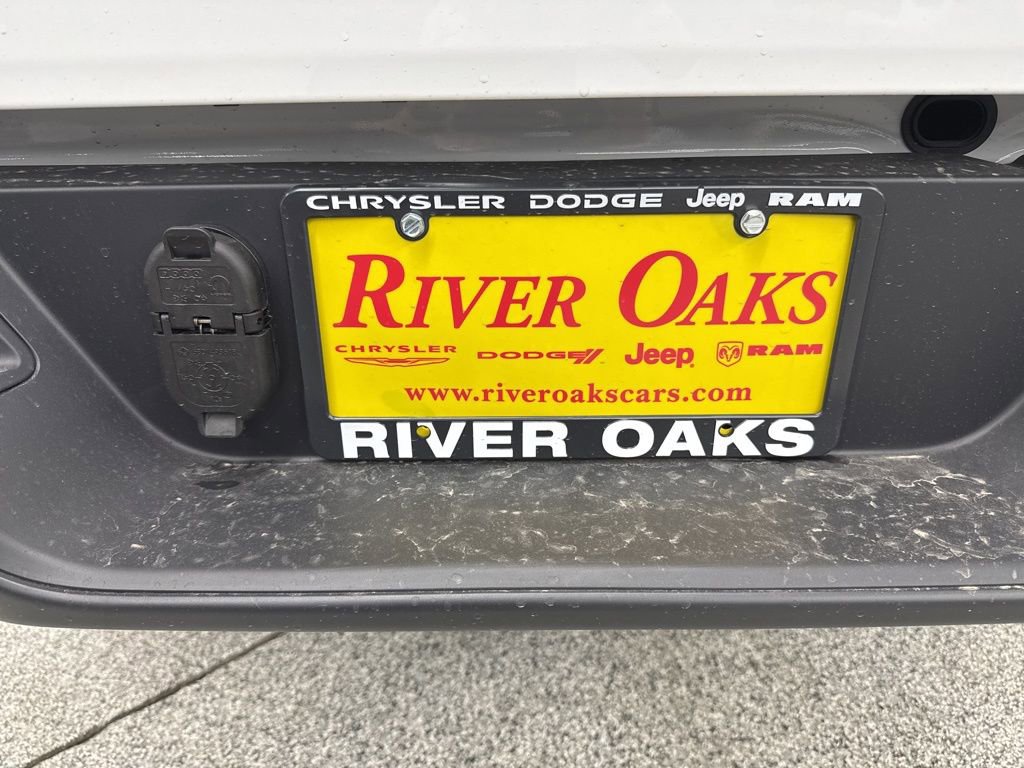 CHRYSLER DODGE Jeep RAM
RIVER OAKS
CHRYSLER DODGE Jeep RAM
www.riveroakscars.com
RIVER OAKS